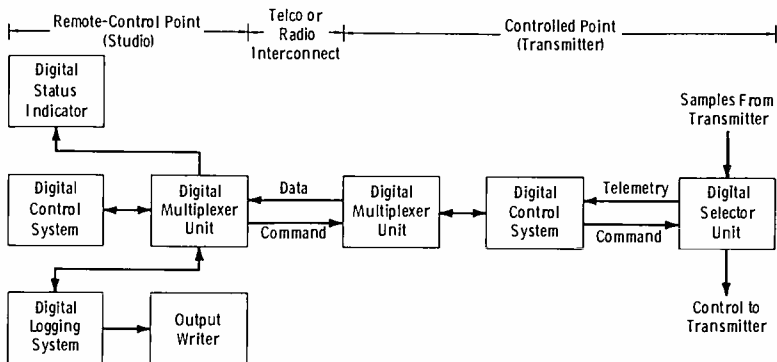 Remote-Control Point
(Studio)
Telco or
Radio
Interconnect
Controlled Point
(Transmitter)
Digital
Status
Indicator
Samples From
Transmitter
Digital
Control
System
Digital
Multiplexer
Unit
Data
Command
Digital
Multiplexer
Unit
Digital
Control
System
Telemetry
Command
Digital
Selector
Unit
Digital
Logging
System
Output
Writer
Control to
Transmitter